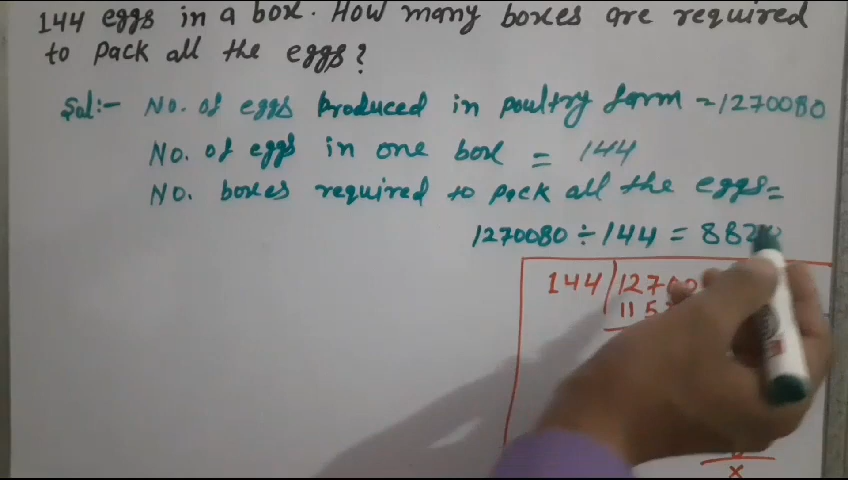 144 eggs in a box. How many boxes are required
to pack all the eggs?
Sol:- No. of eggs produced in poultry farm = 1270080
No. of eggs in one box = 144
No. boxes required to pack all the eggs =
1270080 ÷ 144 = 882
144
x